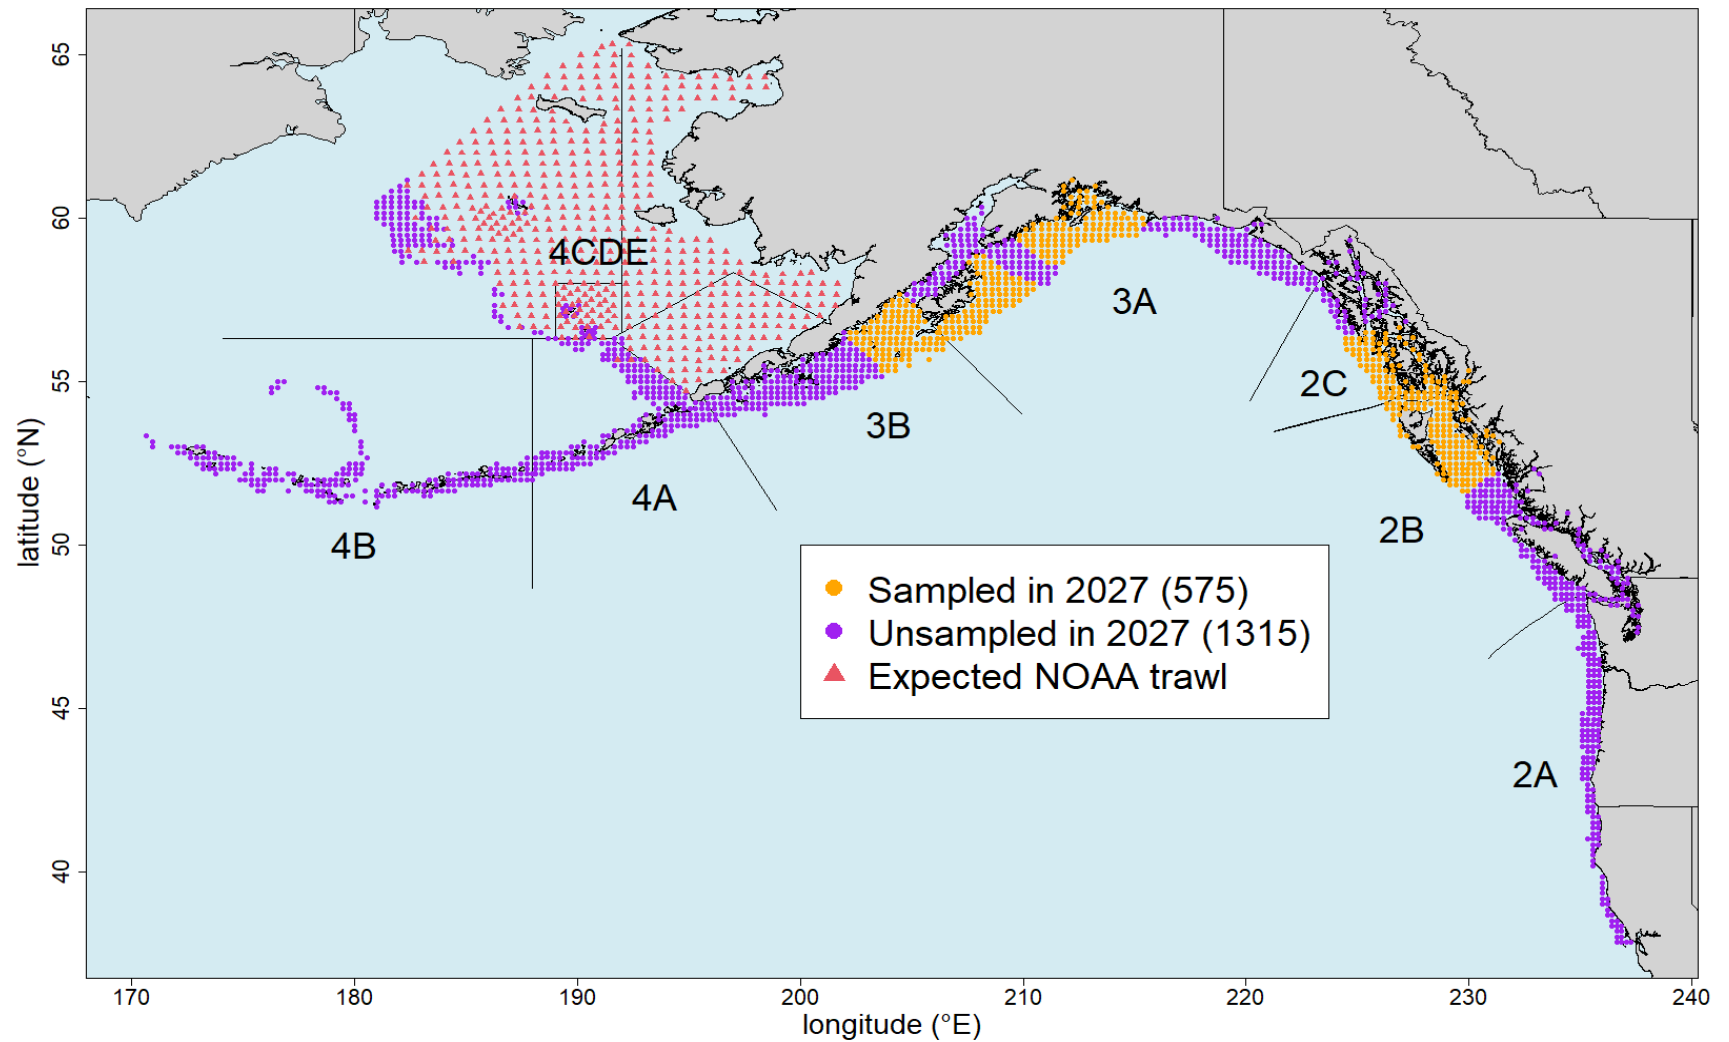 65
60
55
50
45
40
latitude (°N)
4CDE
3A
2C
3B
4A
2B
4B
Sampled in 2027 (575)
Unsampled in 2027 (1315)
Expected NOAA trawl
2A
170
180
190
200
210
220
230
240
longitude (°E)